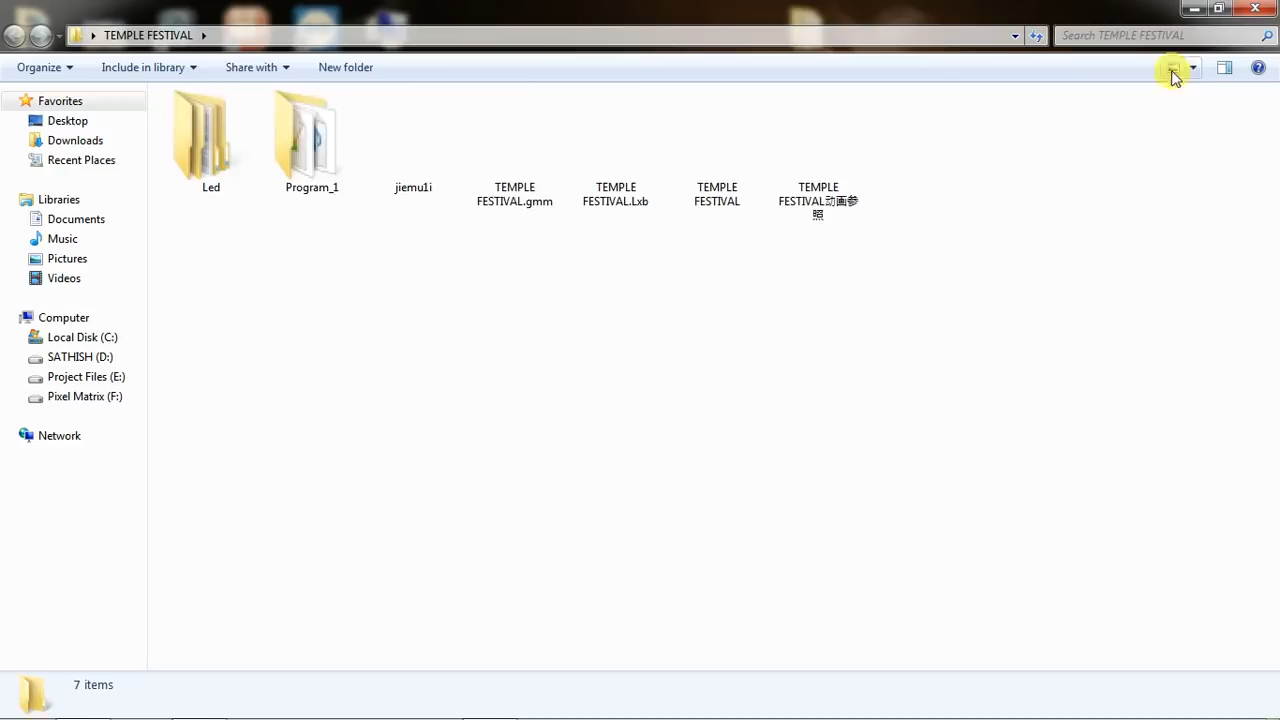 TEMPLE FESTIVAL
Search TEMPLE FESTIVAL
Organize Include in library Share with New folder
Favorites
Desktop
Downloads
Recent Places
Libraries
Documents
Music
Pictures
Videos
Computer
Local Disk (C:)
SATHISH (D:)
Project Files (E:)
Pixel Matrix (F:)
Network
Led
Program_1
jiemu1i
TEMPLE
FESTIVAL.gmm
TEMPLE
FESTIVAL.Lxb
TEMPLE
FESTIVAL
TEMPLE
FESTIVAL动画参
照
7 items